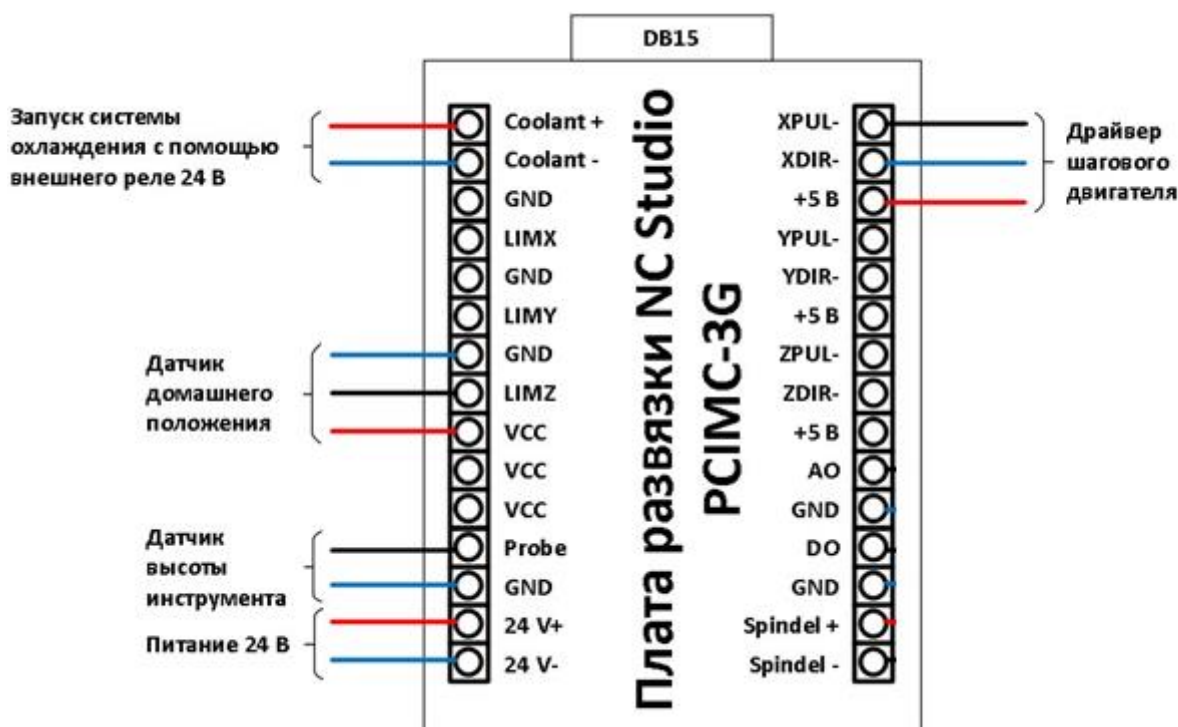 DB15
Запуск системы
охлаждения с помощью
внешнего реле 24 В
Датчик
домашнего
положения
Датчик
высоты
инструмента
Питание 24 В
Coolant +
Coolant -
GND
LIMX
GND
LIMY
GND
LIMZ
VCC
VCC
VCC
Probe
GND
24 V+
24 V-
Плата развязки NC Studio
PCIMC-3G
XPUL-
XDIR-
+5 В
YPUL-
YDIR-
+5 В
ZPUL-
ZDIR-
+5 В
AO
GND
DO
GND
Spindel +
Spindel -
Драйвер
шагового
двигателя